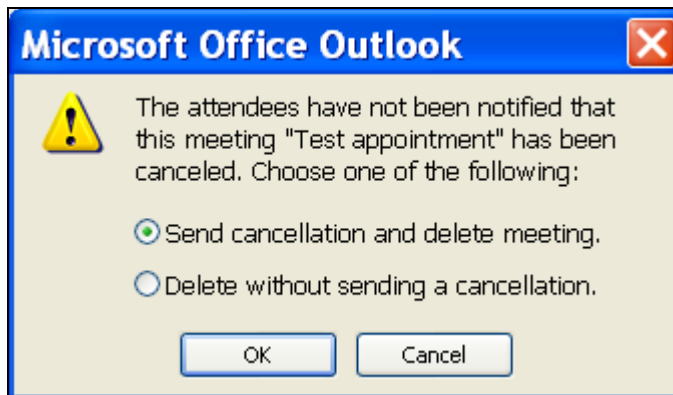 Microsoft Office Outlook
The attendees have not been notified that
this meeting "Test appointment" has been
canceled. Choose one of the following:
Send cancellation and delete meeting.
Delete without sending a cancellation.
OK Cancel